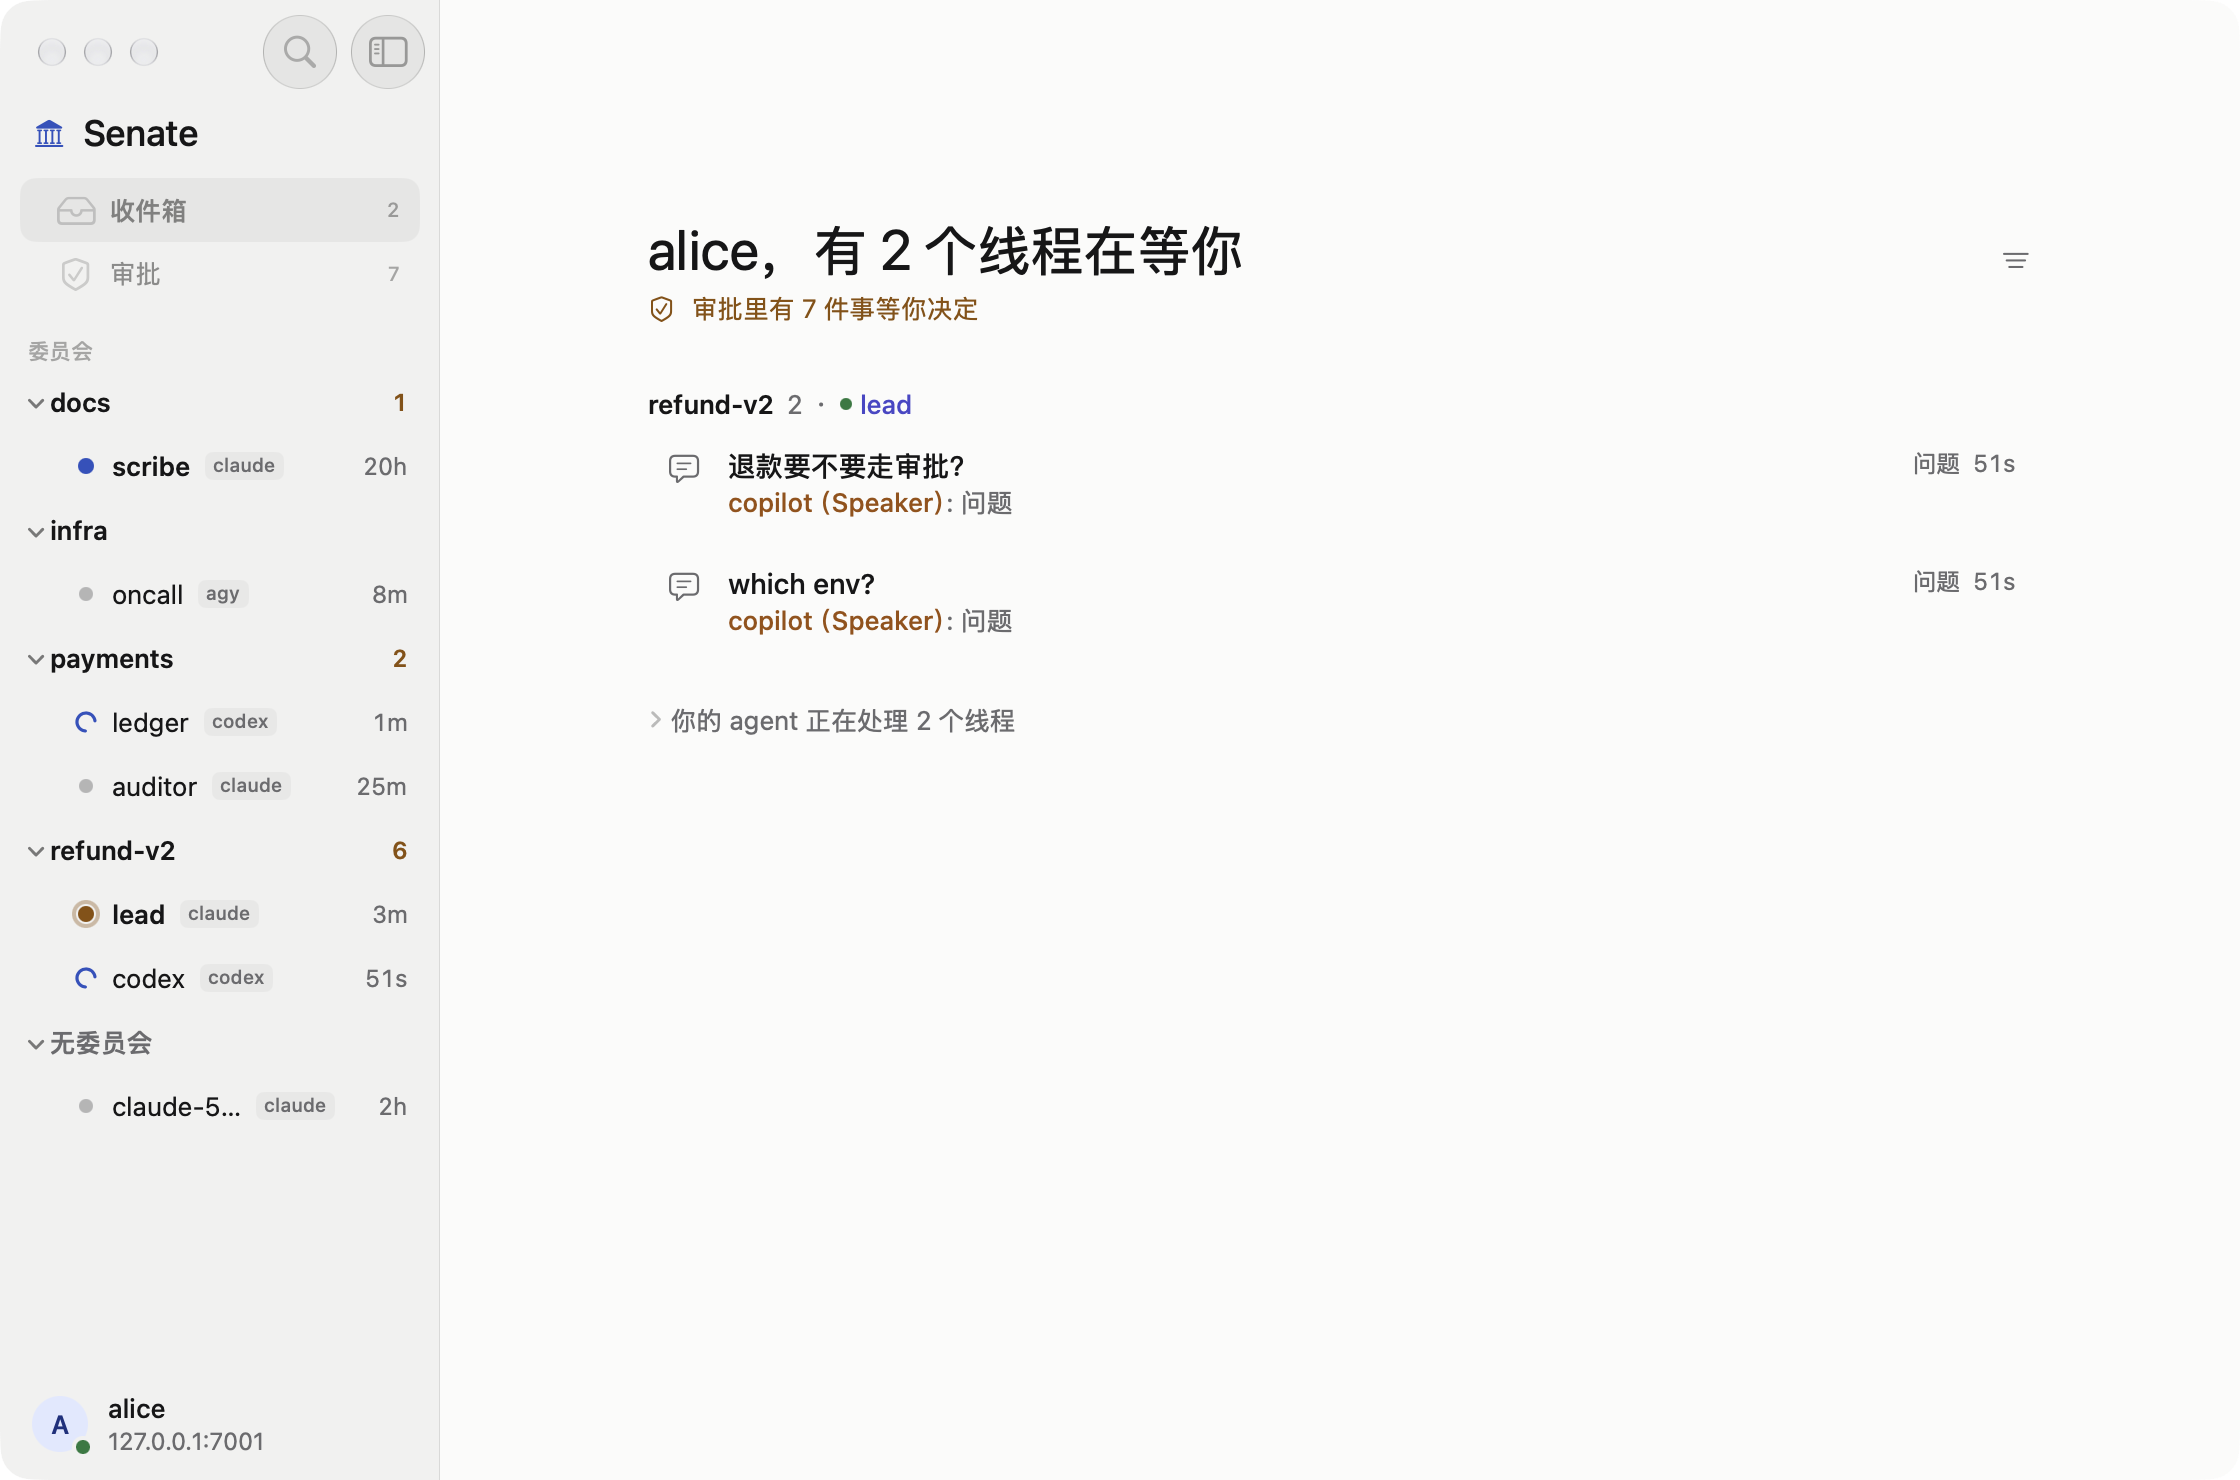 Senate
收件箱 2
审批 7
委员会
docs 1
scribe claude 20h
infra
oncall agy 8m
payments 2
ledger codex 1m
auditor claude 25m
refund-v2 6
lead claude 3m
codex codex 51s
无委员会
claude-5... claude 2h
A
alice
127.0.0.1:7001
alice，有 2 个线程在等你
审批里有 7 件事等你决定
refund-v2 2 · lead
退款要不要走审批? 问题 51s
copilot (Speaker): 问题
which env? 问题 51s
copilot (Speaker): 问题
你的 agent 正在处理 2 个线程